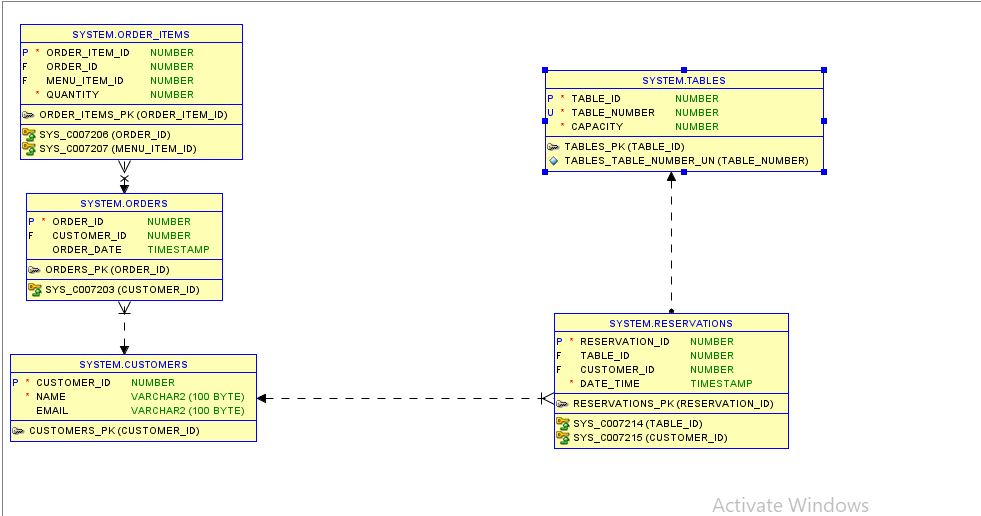 SYSTEM.ORDER_ITEMS
P * ORDER_ITEM_ID NUMBER
F ORDER_ID NUMBER
F MENU_ITEM_ID NUMBER
* QUANTITY NUMBER
ORDER_ITEMS_PK (ORDER_ITEM_ID)
SYS_C007206 (ORDER_ID)
SYS_C007207 (MENU_ITEM_ID)
SYSTEM.TABLES
P * TABLE_ID NUMBER
U * TABLE_NUMBER NUMBER
* CAPACITY NUMBER
TABLES_PK (TABLE_ID)
TABLES_TABLE_NUMBER_UN (TABLE_NUMBER)
SYSTEM.ORDERS
P * ORDER_ID NUMBER
F CUSTOMER_ID NUMBER
ORDER_DATE TIMESTAMP
ORDERS_PK (ORDER_ID)
SYS_C007203 (CUSTOMER_ID)
SYSTEM.CUSTOMERS
P * CUSTOMER_ID NUMBER
* NAME VARCHAR2 (100 BYTE)
EMAIL VARCHAR2 (100 BYTE)
CUSTOMERS_PK (CUSTOMER_ID)
SYSTEM.RESERVATIONS
P * RESERVATION_ID NUMBER
F TABLE_ID NUMBER
F CUSTOMER_ID NUMBER
* DATE_TIME TIMESTAMP
RESERVATIONS_PK (RESERVATION_ID)
SYS_C007214 (TABLE_ID)
SYS_C007215 (CUSTOMER_ID)
Activate Windows